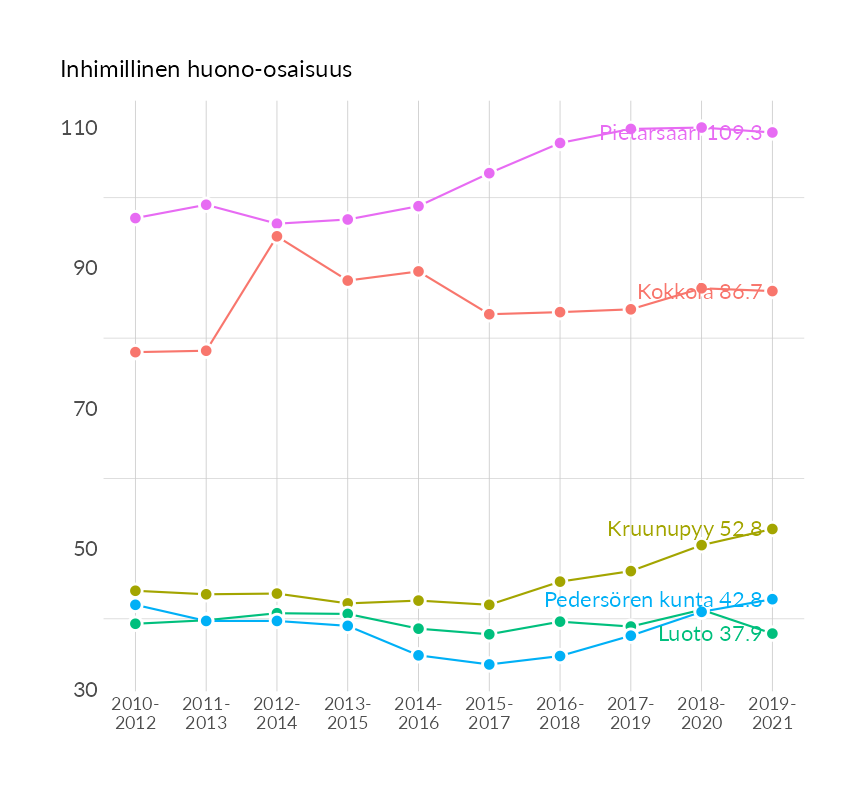 Inhimillinen huono-osaisuus
110
Pietarsaari 109.3
90
Kokkola 86.7
70
Kruunupyy 52.8
50
Pedersören kunta 42.8
Luoto 37.9
30
2010- 2011- 2012- 2013- 2014- 2015- 2016- 2017- 2018- 2019-
2012 2013 2014 2015 2016 2017 2018 2019 2020 2021